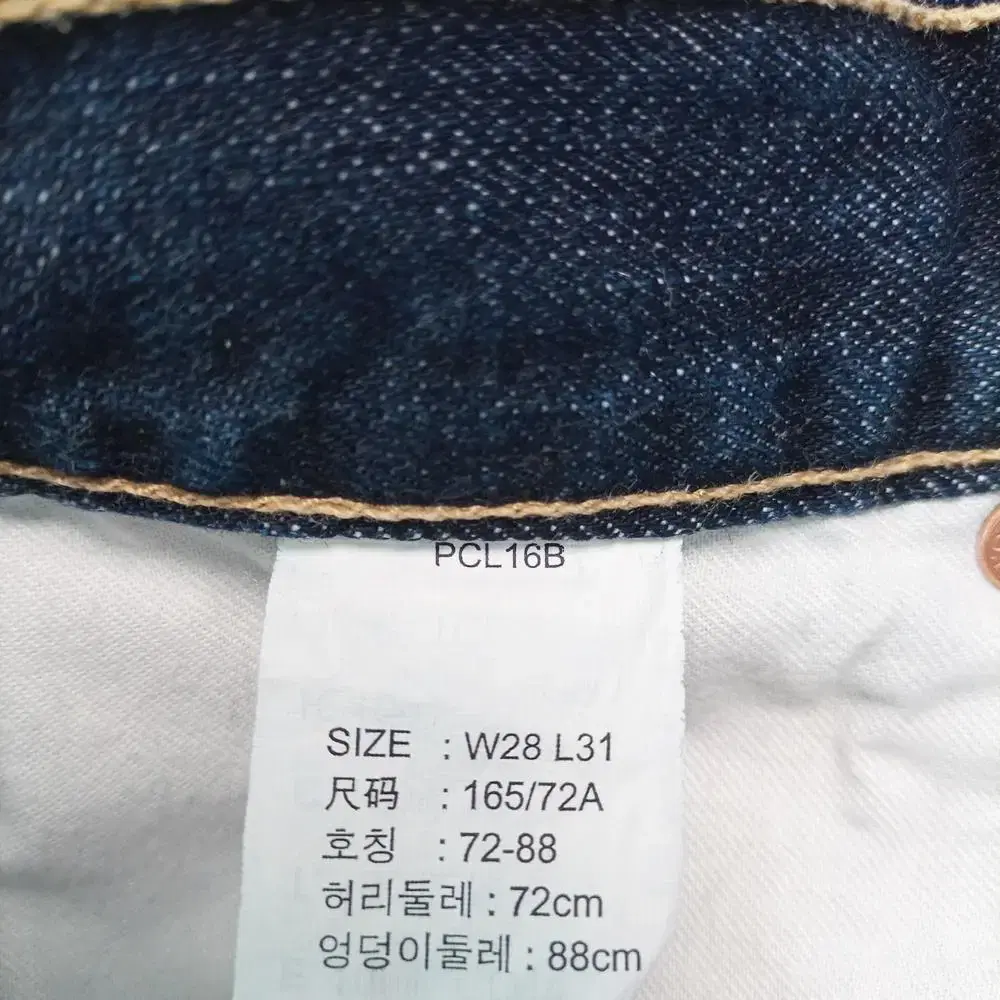 PCL16B
SIZE : W28 L31
尺码 : 165/72A
호칭 : 72-88
허리둘레 : 72cm
엉덩이둘레 : 88cm